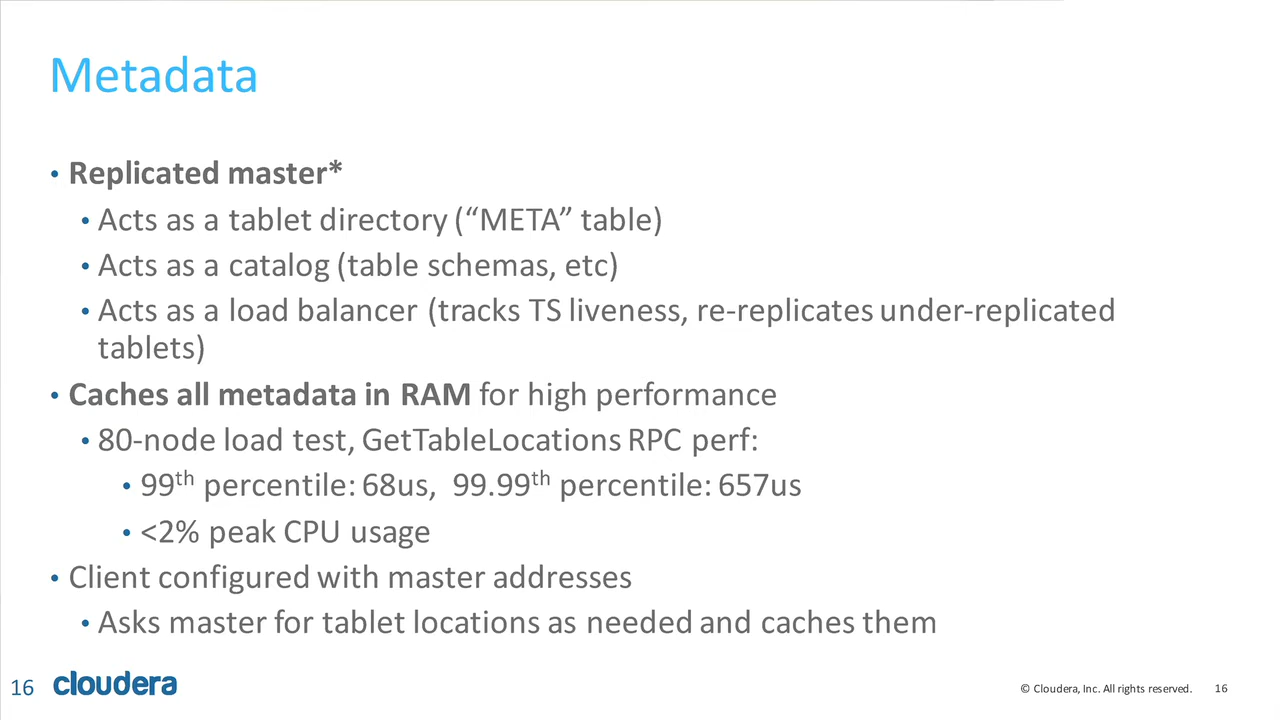 Metadata
• Replicated master*
• Acts as a tablet directory (“META” table)
• Acts as a catalog (table schemas, etc)
• Acts as a load balancer (tracks TS liveness, re-replicates under-replicated
tablets)
• Caches all metadata in RAM for high performance
• 80-node load test, GetTableLocations RPC perf:
• 99th percentile: 68us, 99.99th percentile: 657us
• <2% peak CPU usage
• Client configured with master addresses
• Asks master for tablet locations as needed and caches them
16 cloudera © Cloudera, Inc. All rights reserved. 16